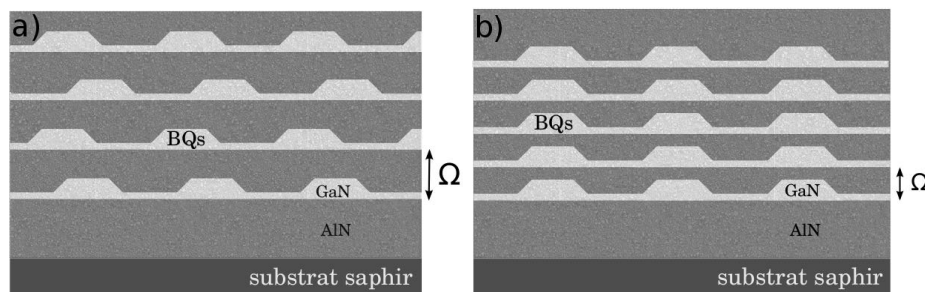 a)
BQs
Ω
GaN
AlN
substrat saphir
b)
BQs
Ω
GaN
AlN
substrat saphir